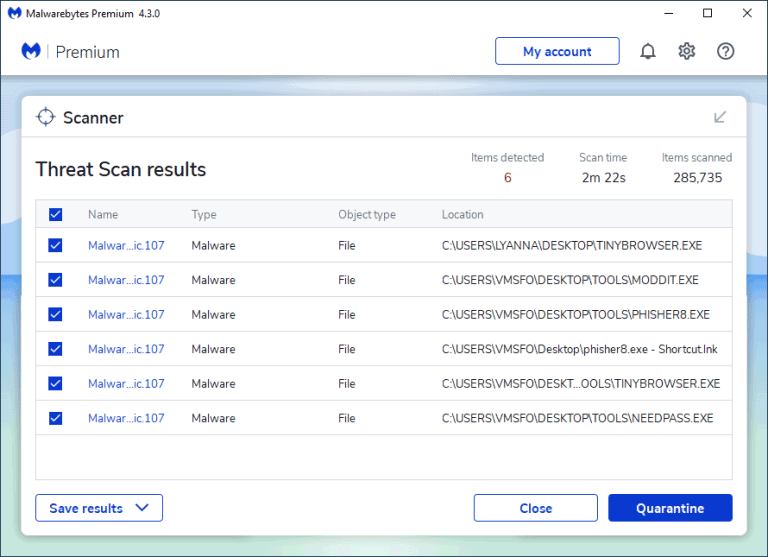 Malwarebytes Premium 4.3.0
Premium
My account
Scanner
Threat Scan results
Items detected
6
Scan time
2m 22s
Items scanned
285,735
Name Type Object type Location
Malwar...ic.107 Malware File C:\USERS\LYANNA\DESKTOP\TINYBROWSER.EXE
Malwar...ic.107 Malware File C:\USERS\VMSFO\DESKTOP\TOOLS\MODDIT.EXE
Malwar...ic.107 Malware File C:\USERS\VMSFO\DESKTOP\TOOLS\PHISHER8.EXE
Malwar...ic.107 Malware File C:\USERS\VMSFO\Desktop\phisher8.exe - Shortcut.lnk
Malwar...ic.107 Malware File C:\USERS\VMSFO\DESKT...OOLS\TINYBROWSER.EXE
Malwar...ic.107 Malware File C:\USERS\VMSFO\DESKTOP\TOOLS\NEEDPASS.EXE
Save results
Close
Quarantine